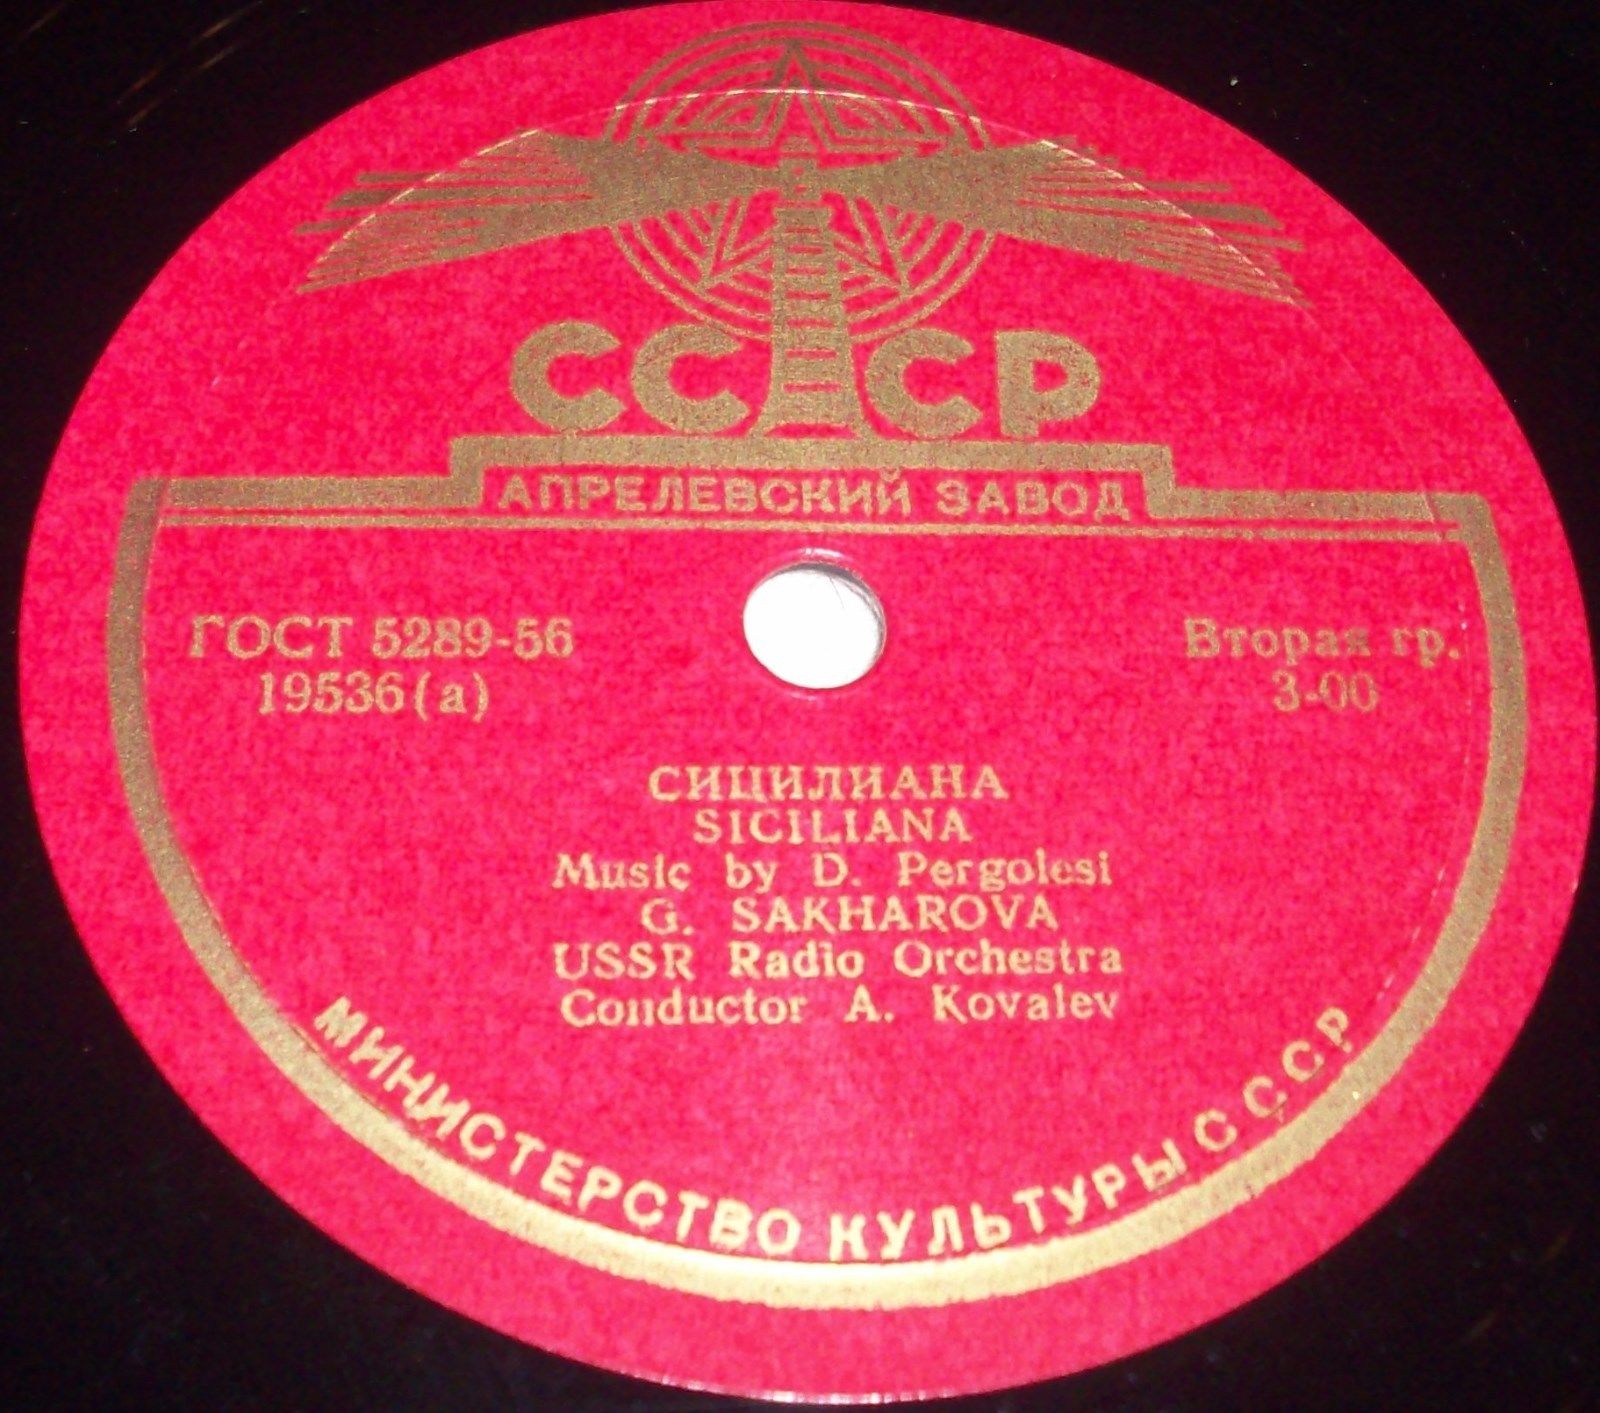 СССР
АПРЕЛЕВСКИЙ ЗАВОД
ГОСТ 5289-56
19536(а)
Вторая гр.
3-00
СИЦИЛИАНА
SICILIANA
Music by D. Pergolesi
G. SAKHAROVA
USSR Radio Orchestra
Conductor A. Kovalev
МИНИСТЕРСТВО КУЛЬТУРЫ СССР